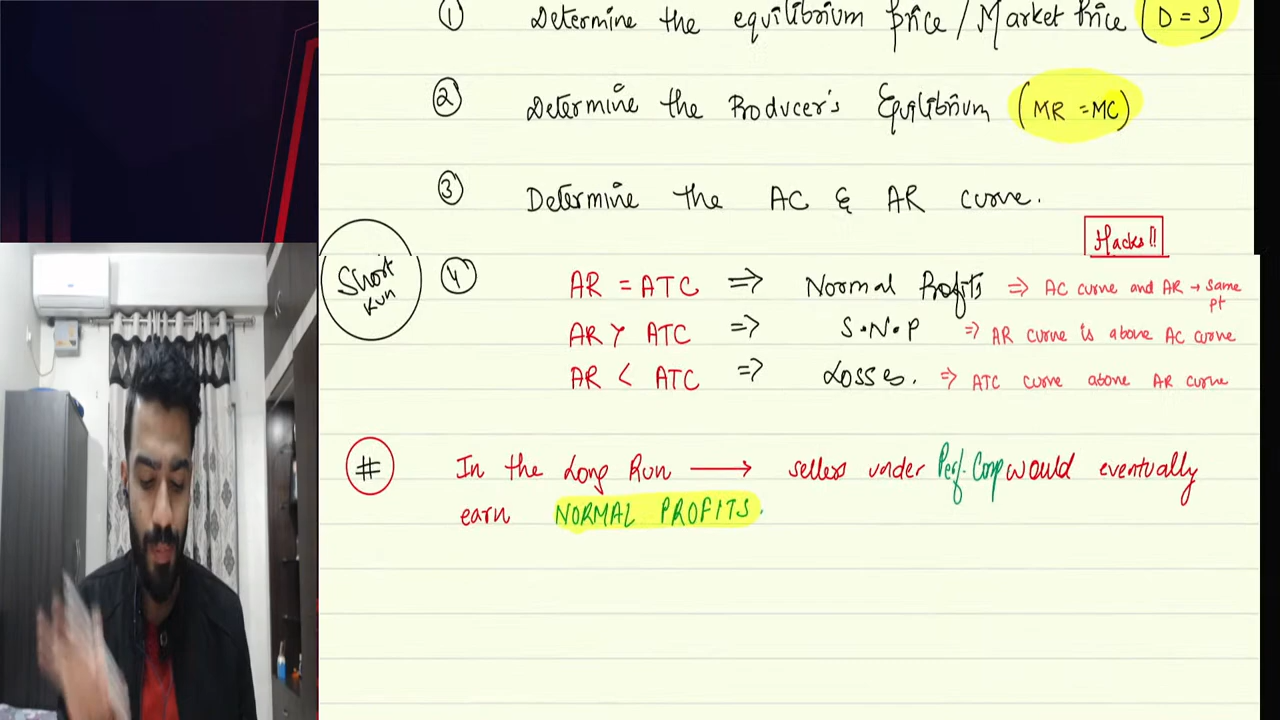 ① Determine the equilibrium Price / Market Price (D = S)
② Determine the Producer's Equilibrium (MR = MC)
③ Determine the AC & AR curve.
Hacks!!
Short Run
④ AR = ATC ⇒ Normal Profits ⇒ AC curve and AR → same pt
AR > ATC ⇒ S.N.P ⇒ AR curve is above AC curve
AR < ATC ⇒ Losses. ⇒ ATC curve above AR curve
# In the Long Run → sellers under Perf. Comp would eventually
earn NORMAL PROFITS.